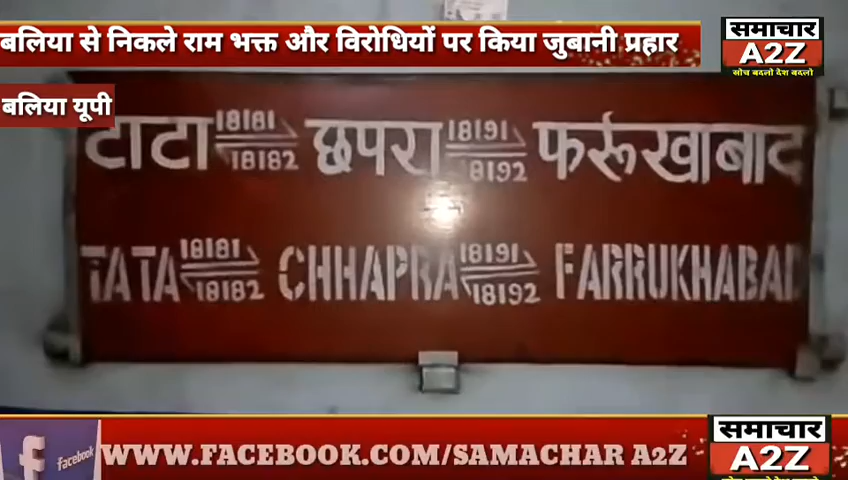 बलिया से निकले राम भक्त और विरोधियों पर किया जुबानी प्रहार
समाचार
A2Z
सोच बदलो देश बदलो
बलिया यूपी
टाटा 18181 18182 छपरा 18191 18192 फर्रूखाबाद
TATA 18181 18182 CHHAPRA 18191 18192 FARRUKHABAD
f facebook
WWW.FACEBOOK.COM/SAMACHAR A2Z
समाचार
A2Z